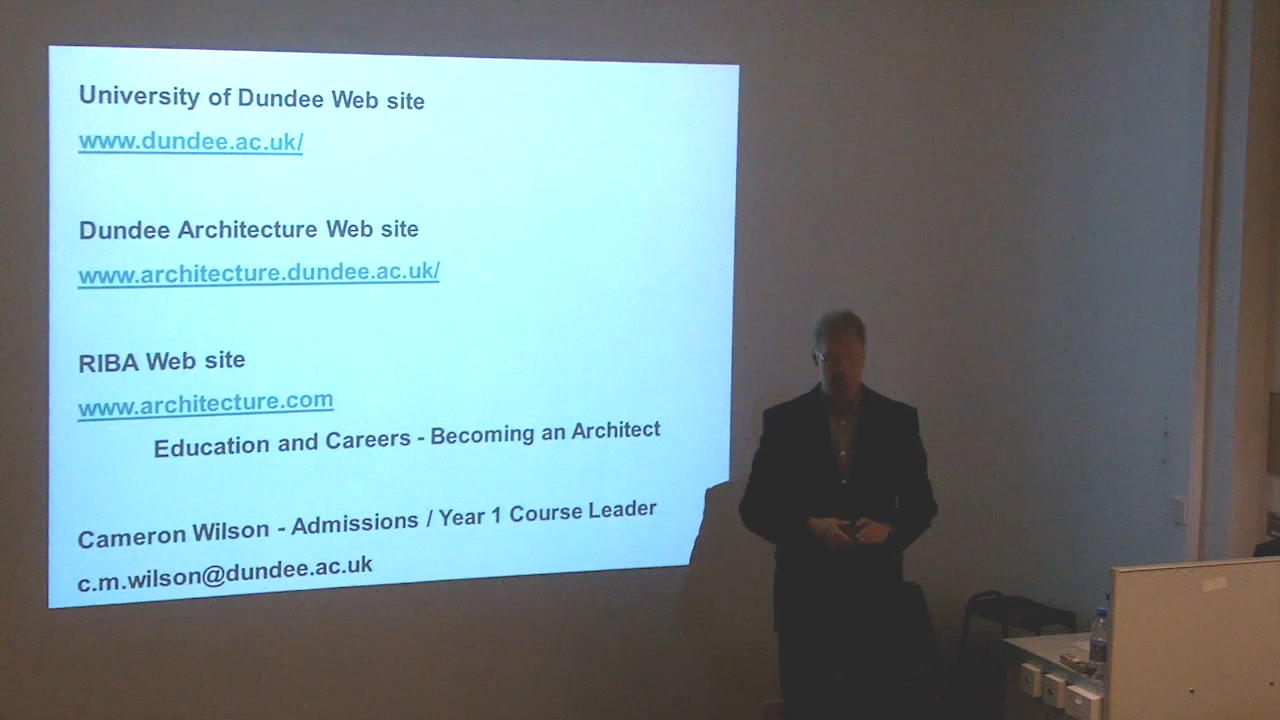 University of Dundee Web site
www.dundee.ac.uk/
Dundee Architecture Web site
www.architecture.dundee.ac.uk/
RIBA Web site
www.architecture.com
Education and Careers - Becoming an Architect
Cameron Wilson - Admissions / Year 1 Course Leader
c.m.wilson@dundee.ac.uk